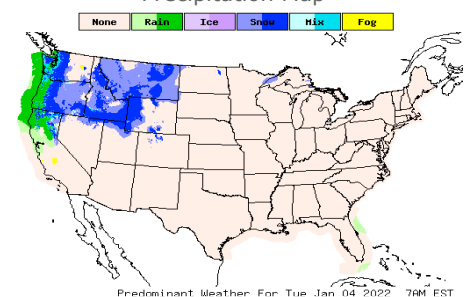 Precipitation Map
None Rain Ice Snow Mix Fog
Predominant Weather For Tue Jan 04 2022 7AM EST